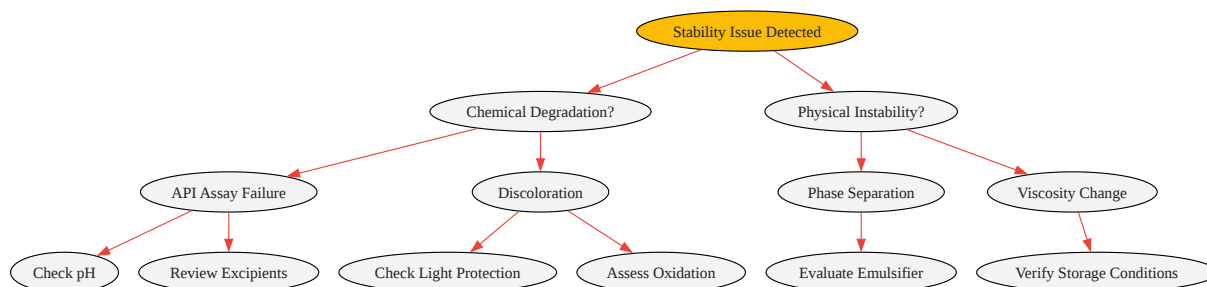 Stability Issue Detected
Chemical Degradation?
Physical Instability?
API Assay Failure
Discoloration
Phase Separation
Viscosity Change
Check pH
Review Excipients
Check Light Protection
Assess Oxidation
Evaluate Emulsifier
Verify Storage Conditions